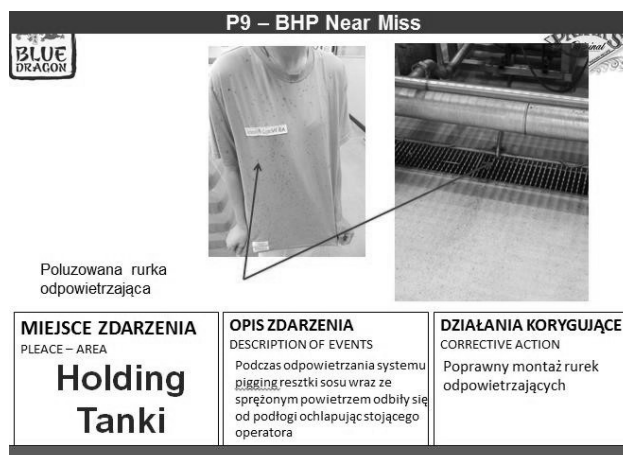 P9 – BHP Near Miss
BLUE
DRAGON
Original
Poluzowana rurka
odpowietrzająca
MIEJSCE ZDARZENIA
PLEACE – AREA
Holding
Tanki
OPIS ZDARZENIA
DESCRIPTION OF EVENTS
Podczas odpowietrzania systemu
pigging resztki sosu wraz ze
sprężonym powietrzem odbiły się
od podłogi ochlapując stojącego
operatora
DZIAŁANIA KORYGUJĄCE
CORRECTIVE ACTION
Poprawny montaż rurek
odpowietrzających